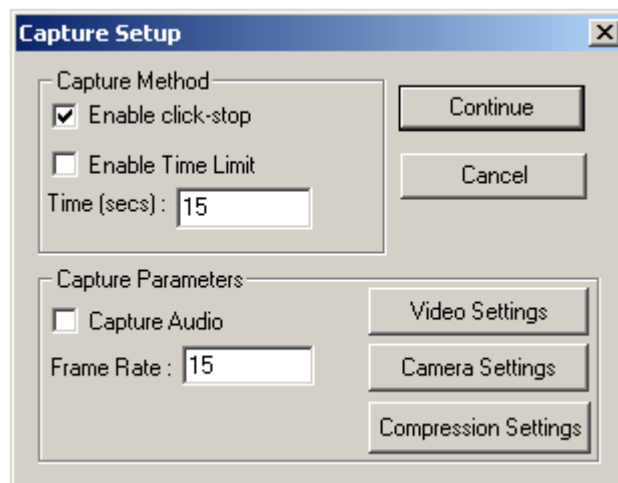 Capture Setup
Capture Method
Enable click-stop
Enable Time Limit
Time (secs) : 15
Continue
Cancel
Capture Parameters
Capture Audio
Frame Rate : 15
Video Settings
Camera Settings
Compression Settings